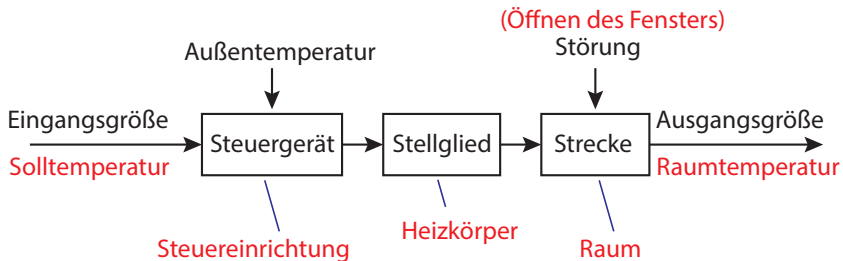 (Öffnen des Fensters)
Außentemperatur
Störung
Eingangsgröße
Steuergerät
Stellglied
Strecke
Ausgangsgröße
Solltemperatur
Raumtemperatur
Steuereinrichtung
Heizkörper
Raum